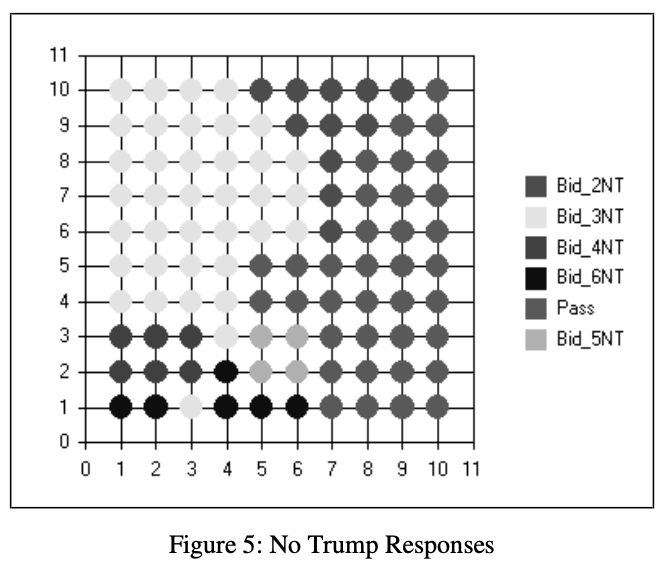 11
10
9
8
7
6
5
4
3
2
1
0
0 1 2 3 4 5 6 7 8 9 10 11
Bid_2NT
Bid_3NT
Bid_4NT
Bid_6NT
Pass
Bid_5NT
Figure 5: No Trump Responses